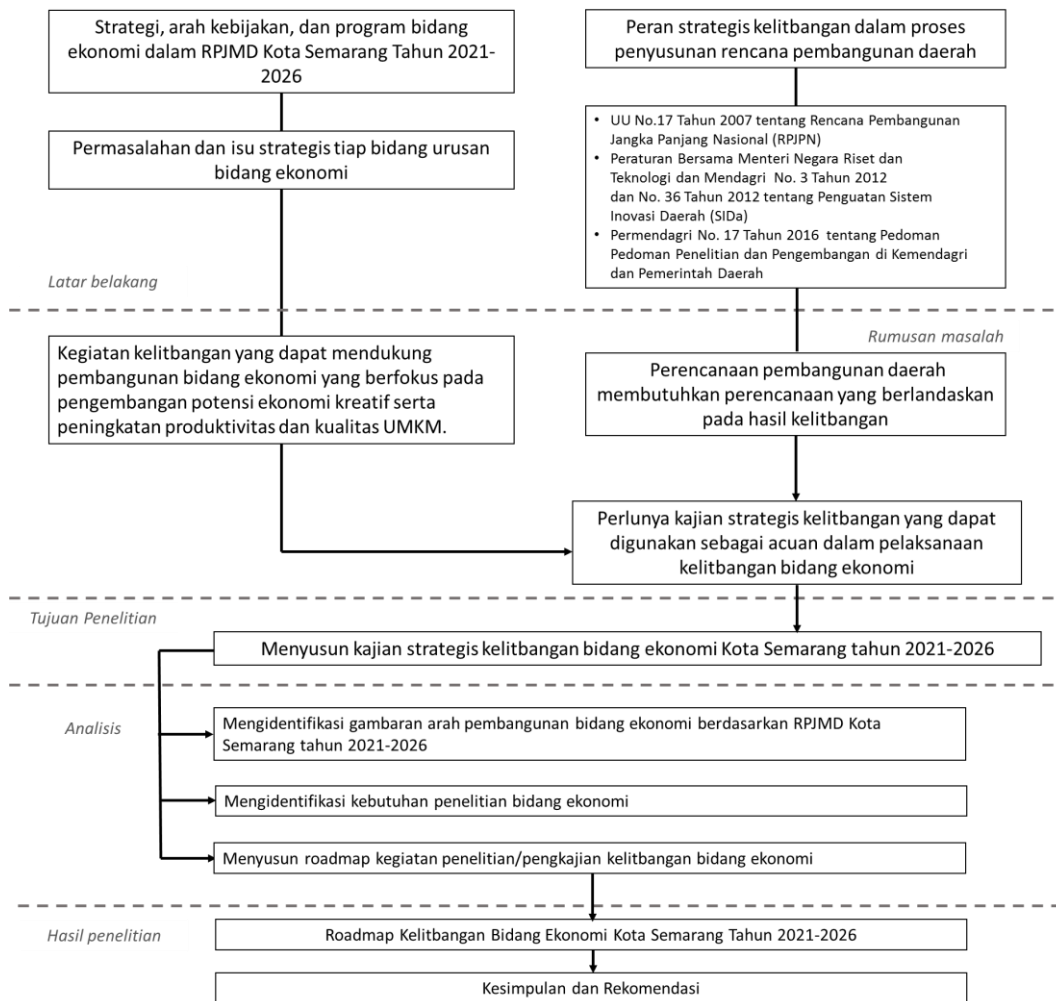 Strategi, arah kebijakan, dan program bidang
ekonomi dalam RPJMD Kota Semarang Tahun 2021-
2026
Peran strategis kelitbangan dalam proses
penyusunan rencana pembangunan daerah
Permasalahan dan isu strategis tiap bidang urusan
bidang ekonomi
• UU No.17 Tahun 2007 tentang Rencana Pembangunan
Jangka Panjang Nasional (RPJPN)
• Peraturan Bersama Menteri Negara Riset dan
Teknologi dan Mendagri No. 3 Tahun 2012
dan No. 36 Tahun 2012 tentang Penguatan Sistem
Inovasi Daerah (SIDa)
• Permendagri No. 17 Tahun 2016 tentang Pedoman
Pedoman Penelitian dan Pengembangan di Kemendagri
dan Pemerintah Daerah
Latar belakang
Rumusan masalah
Kegiatan kelitbangan yang dapat mendukung
pembangunan bidang ekonomi yang berfokus pada
pengembangan potensi ekonomi kreatif serta
peningkatan produktivitas dan kualitas UMKM.
Perencanaan pembangunan daerah
membutuhkan perencanaan yang berlandaskan
pada hasil kelitbangan
Perlunya kajian strategis kelitbangan yang dapat
digunakan sebagai acuan dalam pelaksanaan
kelitbangan bidang ekonomi
Tujuan Penelitian
Menyusun kajian strategis kelitbangan bidang ekonomi Kota Semarang tahun 2021-2026
Analisis
Mengidentifikasi gambaran arah pembangunan bidang ekonomi berdasarkan RPJMD Kota
Semarang tahun 2021-2026
Mengidentifikasi kebutuhan penelitian bidang ekonomi
Menyusun roadmap kegiatan penelitian/pengkajian kelitbangan bidang ekonomi
Hasil penelitian
Roadmap Kelitbangan Bidang Ekonomi Kota Semarang Tahun 2021-2026
Kesimpulan dan Rekomendasi